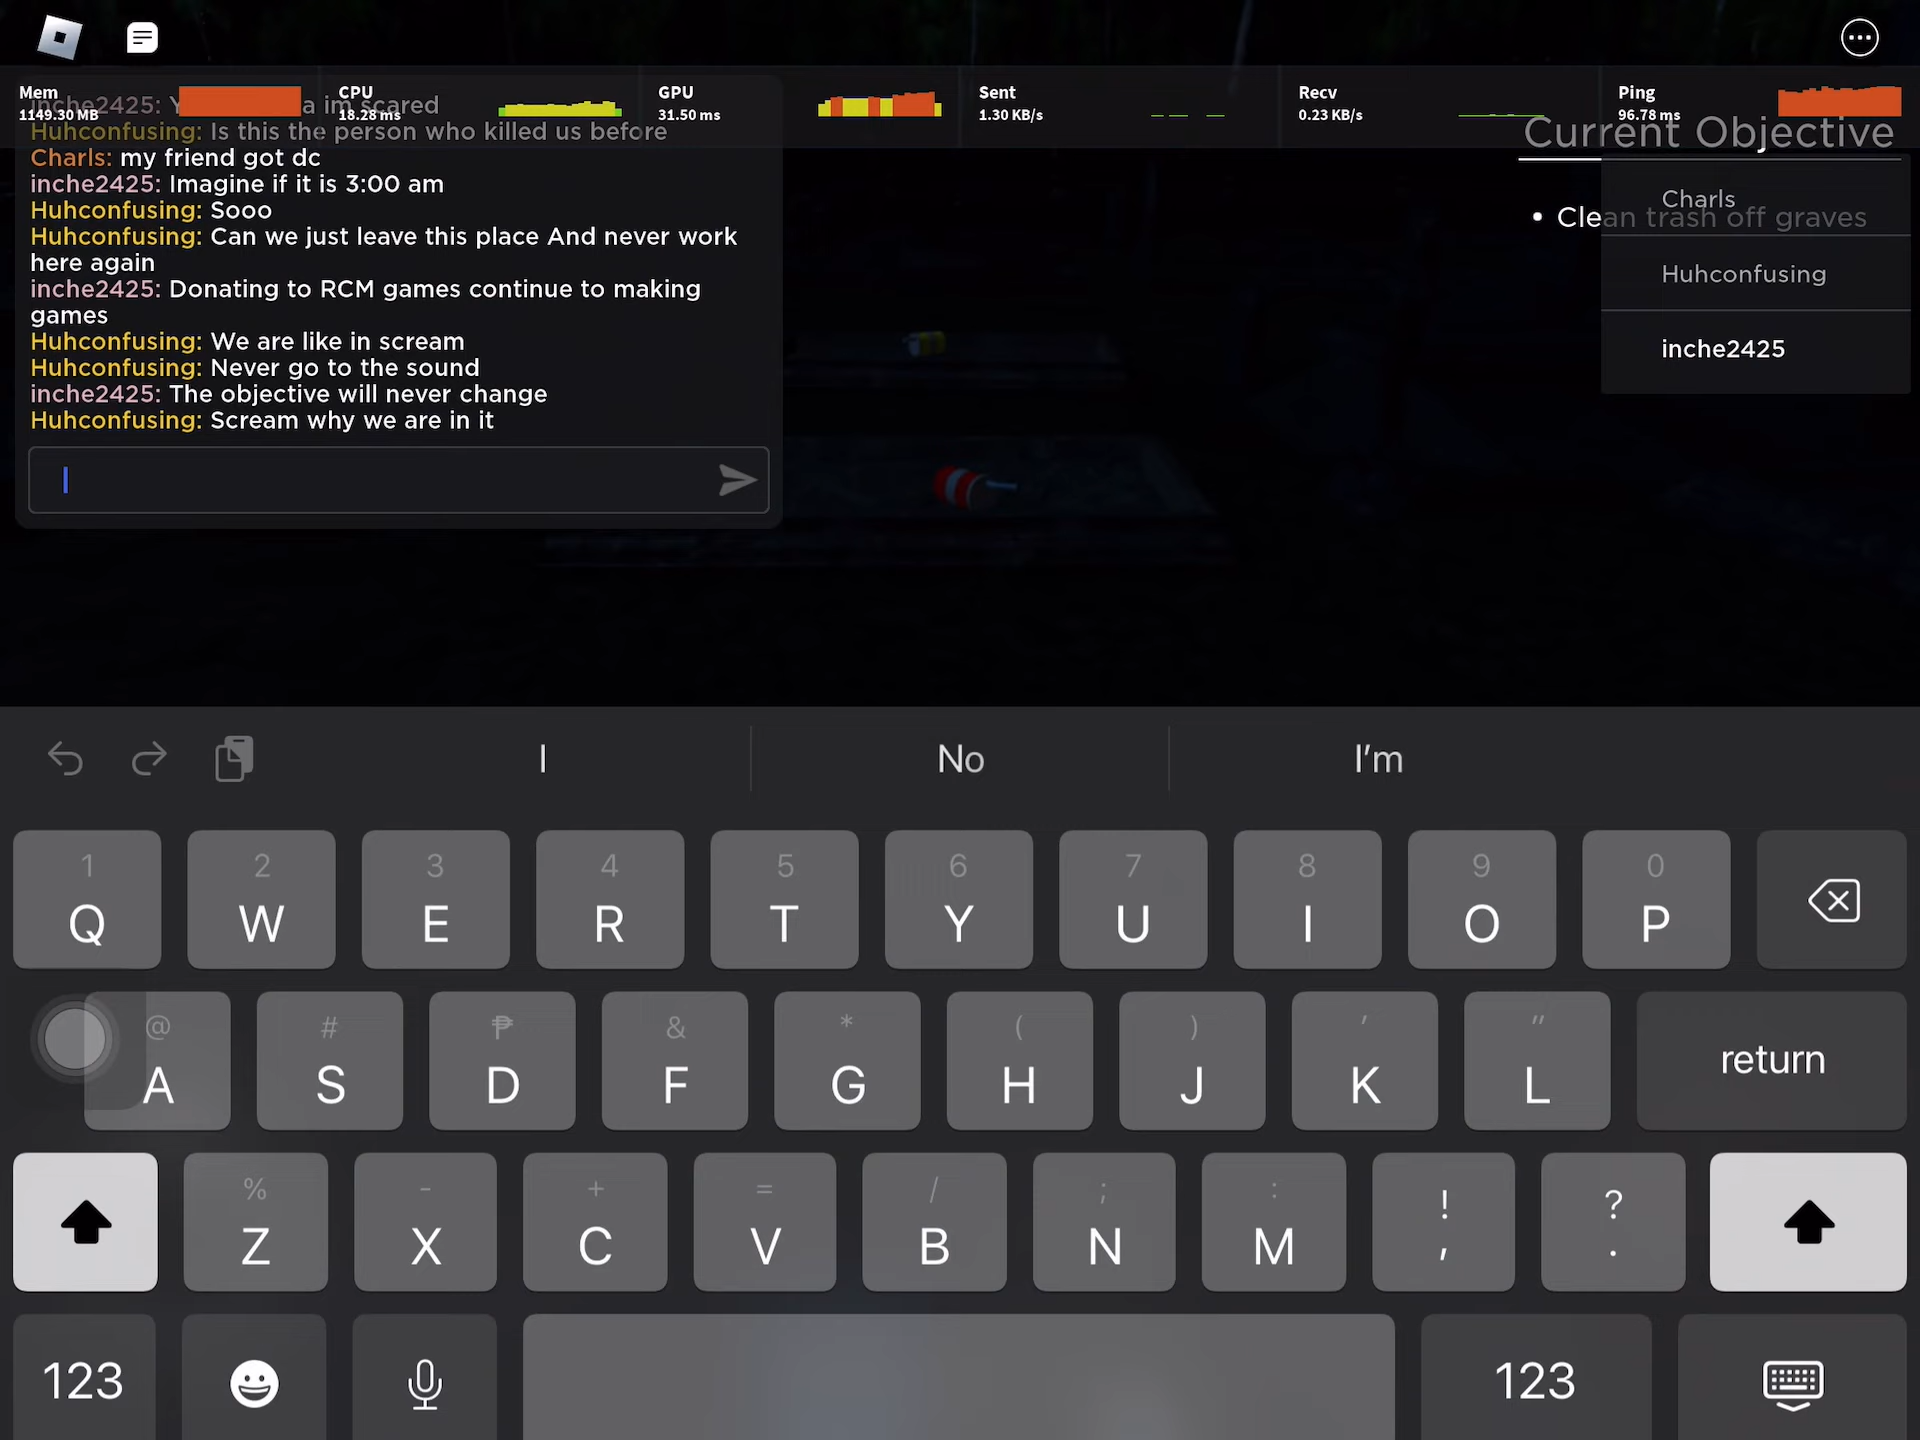 Mem
1149.30 MB
CPU
18.28 ms
GPU
31.50 ms
Sent
1.30 KB/s
Recv
0.23 KB/s
Ping
96.78 ms
inche2425: Y a im scared
Huhconfusing: Is this the person who killed us before
Charls: my friend got dc
inche2425: Imagine if it is 3:00 am
Huhconfusing: Sooo
Huhconfusing: Can we just leave this place And never work
here again
inche2425: Donating to RCM games continue to making
games
Huhconfusing: We are like in scream
Huhconfusing: Never go to the sound
inche2425: The objective will never change
Huhconfusing: Scream why we are in it
Current Objective
• Clean trash off graves
Charls
Huhconfusing
inche2425
I No I'm
1 2 3 4 5 6 7 8 9 0
Q W E R T Y U I O P
@ # ₱ & * ( ) ' "
A S D F G H J K L return
% - + = / ; : ! ?
Z X C V B N M , .
123 123